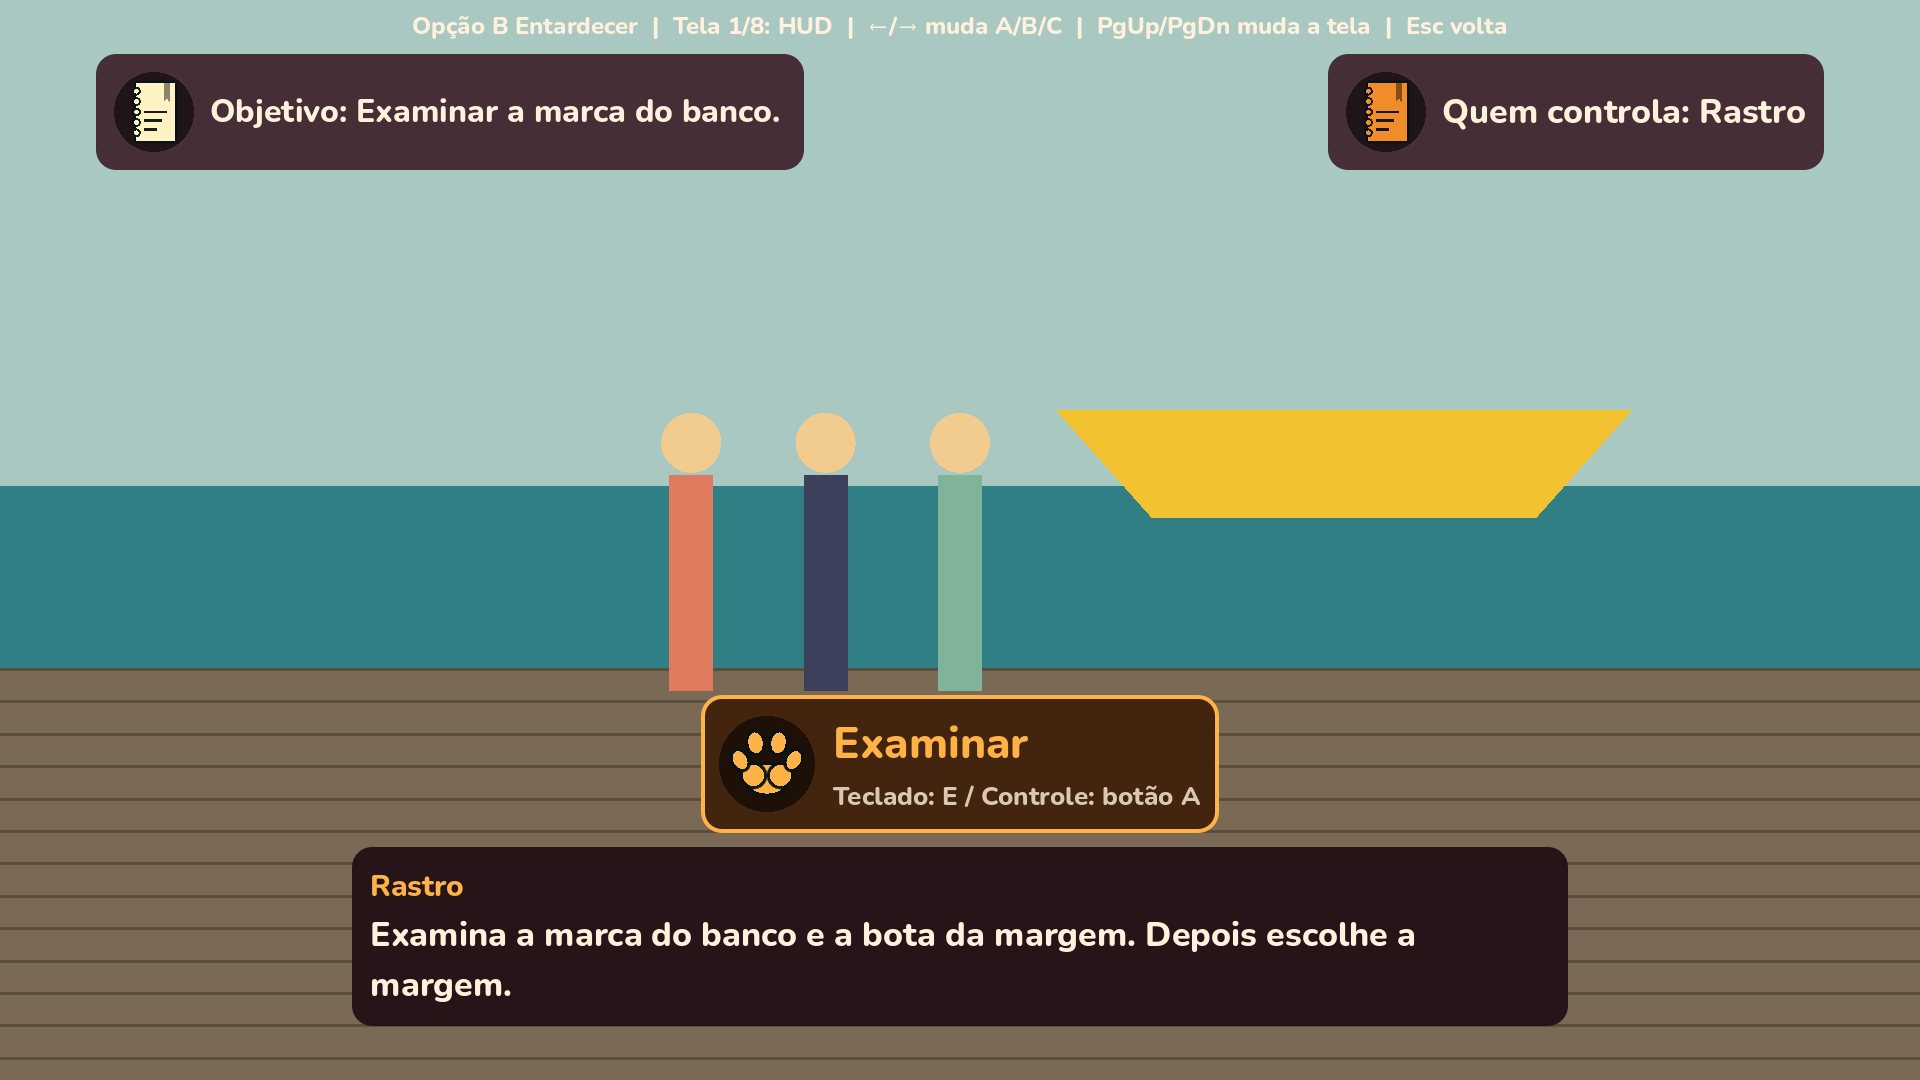 Opção B Entardecer | Tela 1/8: HUD | ←/→ muda A/B/C | PgUp/PgDn muda a tela | Esc volta
Objetivo: Examinar a marca do banco.
Quem controla: Rastro
Examinar
Teclado: E / Controle: botão A
Rastro
Examina a marca do banco e a bota da margem. Depois escolhe a
margem.